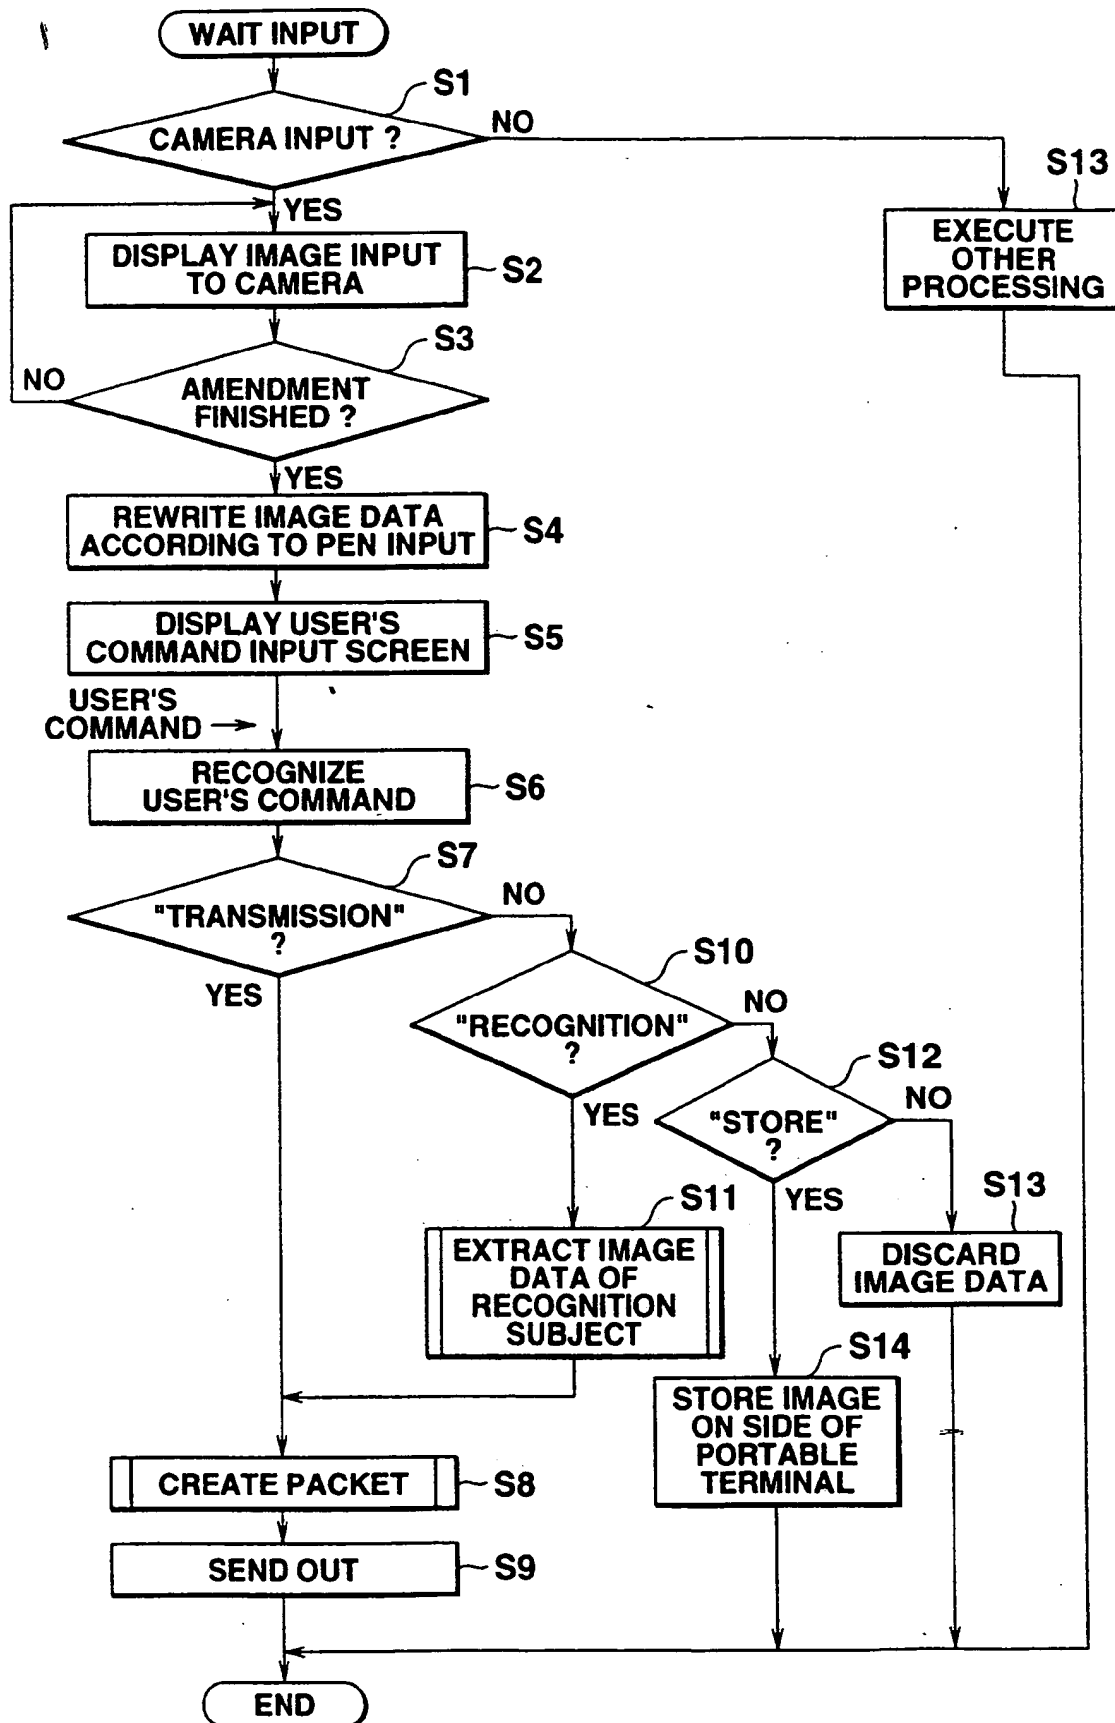 WAIT INPUT
S1
CAMERA INPUT ?
NO
S13
EXECUTE
OTHER
PROCESSING
YES
DISPLAY IMAGE INPUT
TO CAMERA
S2
S3
NO
AMENDMENT
FINISHED ?
YES
REWRITE IMAGE DATA
ACCORDING TO PEN INPUT
S4
DISPLAY USER'S
COMMAND INPUT SCREEN
S5
USER'S
COMMAND
RECOGNIZE
USER'S COMMAND
S6
S7
"TRANSMISSION"
?
NO
YES
S10
"RECOGNITION"
?
NO
YES
S12
"STORE"
?
NO
YES
S11
EXTRACT IMAGE
DATA OF
RECOGNITION
SUBJECT
S13
DISCARD
IMAGE DATA
S14
STORE IMAGE
ON SIDE OF
PORTABLE
TERMINAL
CREATE PACKET
S8
SEND OUT
S9
END